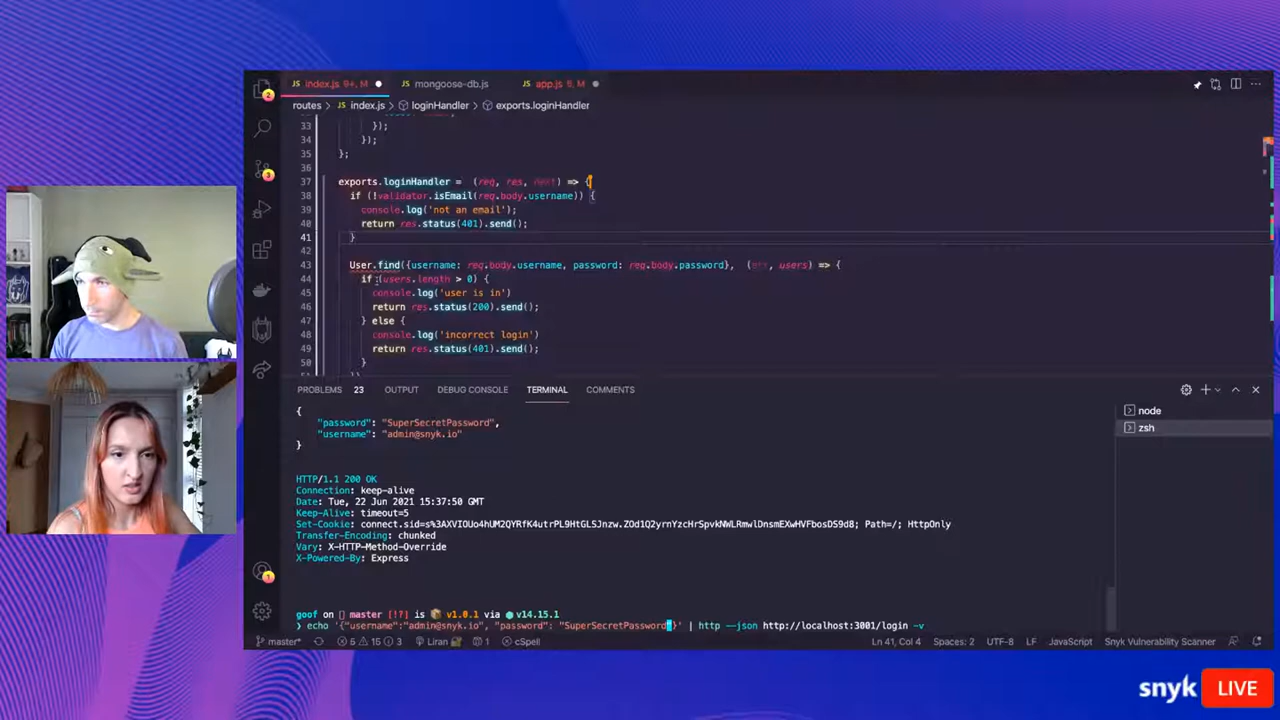 index.js 9+, M
mongoose-db.js
app.js 6, M
routes > index.js > loginHandler > exports.loginHandler
33 });
34 });
35 };
36
37 exports.loginHandler = (req, res, next) => {
38 if (!validator.isEmail(req.body.username)) {
39 console.log('not an email');
40 return res.status(401).send();
41 }
42
43 User.find({username: req.body.username, password: req.body.password}, (err, users) => {
44 if (users.length > 0) {
45 console.log('user is in')
46 return res.status(200).send();
47 } else {
48 console.log('incorrect login')
49 return res.status(401).send();
50 }
PROBLEMS 23 OUTPUT DEBUG CONSOLE TERMINAL COMMENTS
node
zsh
{
"password": "SuperSecretPassword",
"username": "admin@snyk.io"
}
HTTP/1.1 200 OK
Connection: keep-alive
Date: Tue, 22 Jun 2021 15:37:50 GMT
Keep-Alive: timeout=5
Transfer-Encoding: chunked
Vary: X-HTTP-Method-Override
X-Powered-By: Express
goof on master [!?] is v1.0.1 via v14.15.1
❯ echo '{"username":"admin@snyk.io", "password": "SuperSecretPassword"}' | http --json http://localhost:3001/login -v
master* 6 15 3 Liran 1 cSpell Ln 41, Col 4 Spaces: 2 UTF-8 LF JavaScript Snyk Vulnerability Scanner
snyk LIVE